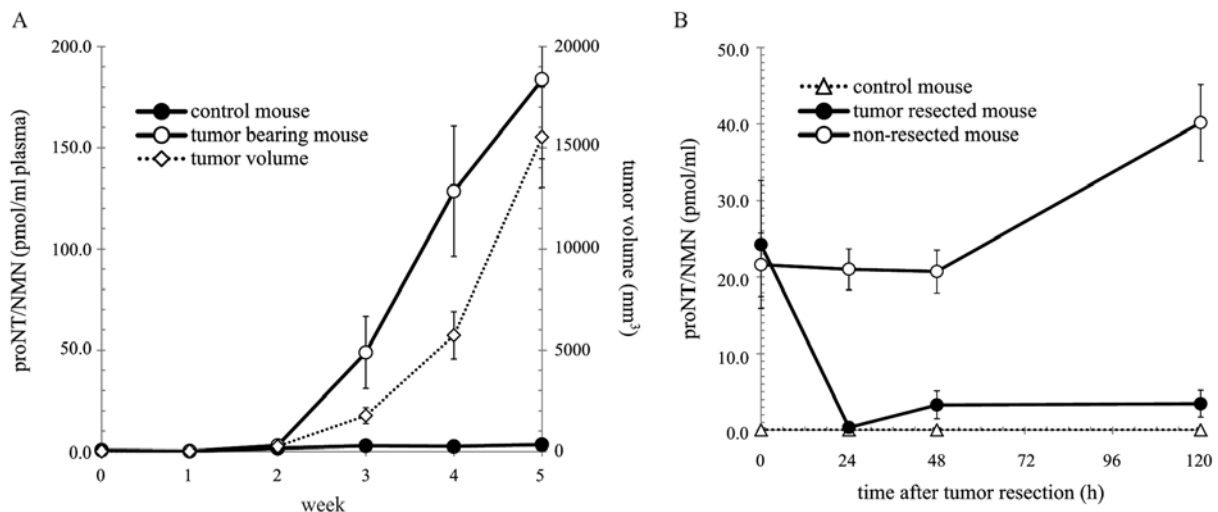 A
200.0
150.0
100.0
50.0
0.0
proNT/NMN (pmol/ml plasma)
control mouse
tumor bearing mouse
tumor volume
20000
15000
10000
5000
0
tumor volume (mm³)
0 1 2 3 4 5
week
B
50.0
40.0
30.0
20.0
10.0
0.0
proNT/NMN (pmol/ml)
control mouse
tumor resected mouse
non-resected mouse
0 24 48 72 96 120
time after tumor resection (h)